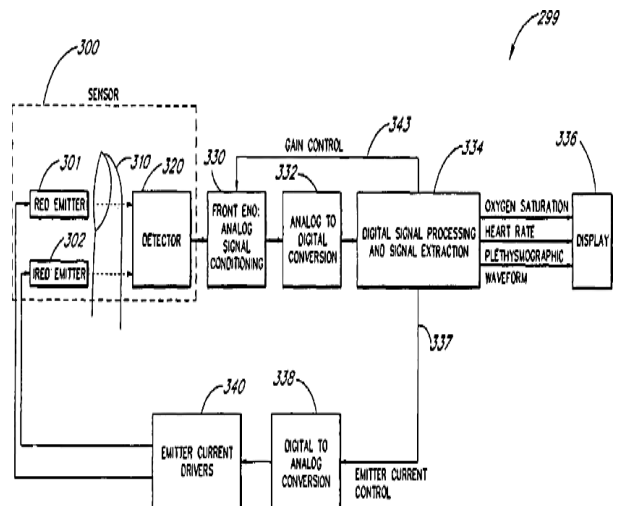 299
300
SENSOR
301
310
320
330
GAIN CONTROL
343
332
334
336
RED EMITTER
302
IRED EMITTER
DETECTOR
FRONT END:
ANALOG
SIGNAL
CONDITIONING
ANALOG TO
DIGITAL
CONVERSION
DIGITAL SIGNAL PROCESSING
AND SIGNAL EXTRACTION
OXYGEN SATURATION
HEART RATE
PLETHYSMOGRAPHIC
WAVEFORM
DISPLAY
337
340
338
EMITTER CURRENT
DRIVERS
DIGITAL TO
ANALOG
CONVERSION
EMITTER CURRENT
CONTROL